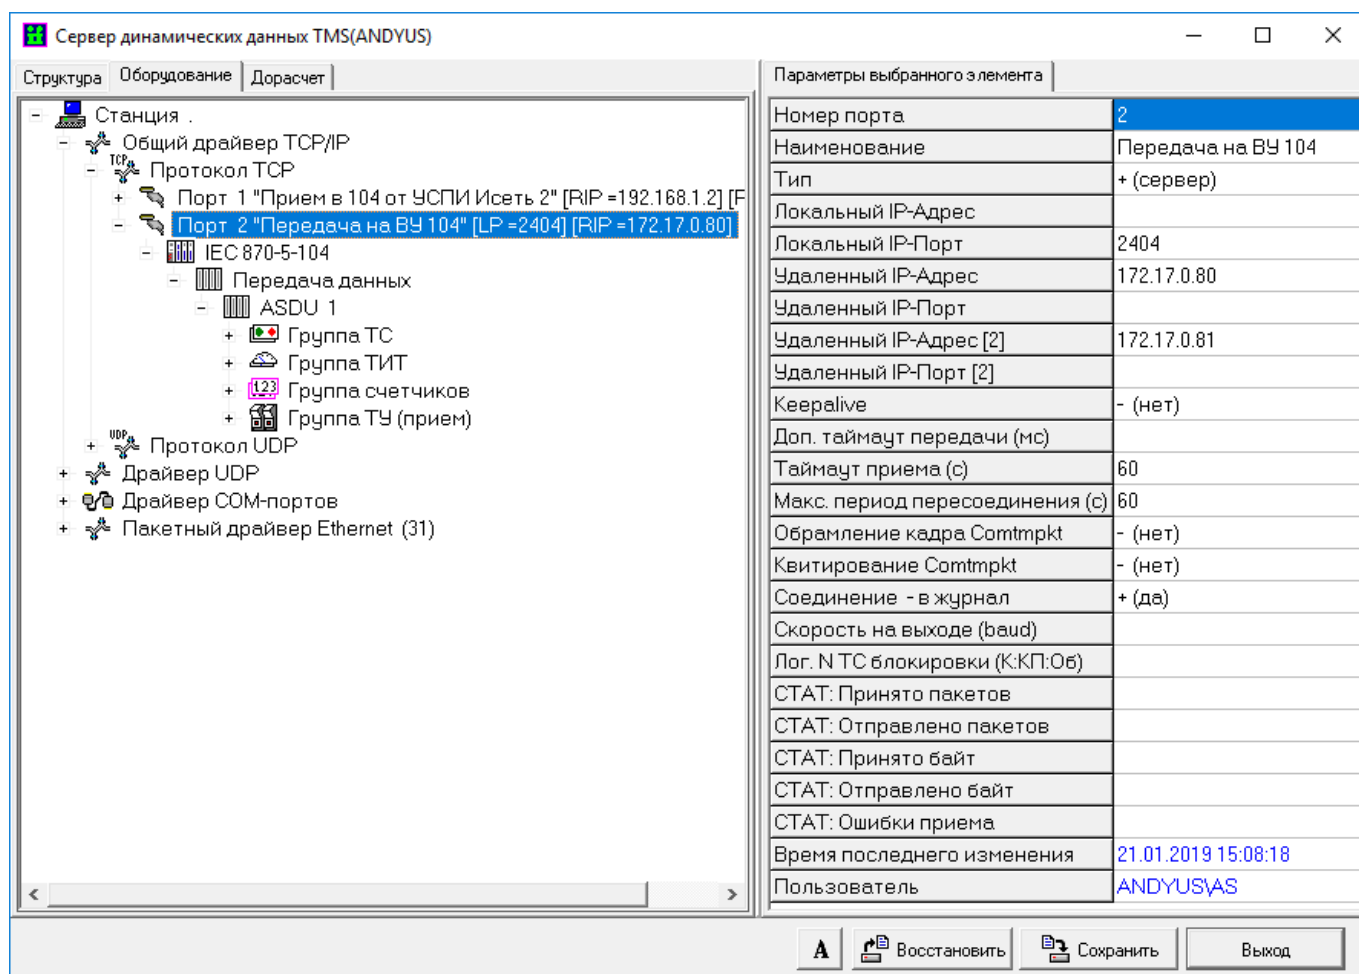 Сервер динамических данных TMS(ANDYUS)
Структура Оборудование Дорасчет
Станция .
Общий драйвер TCP/IP
TCP Протокол TCP
Порт 1 "Прием в 104 от УСПИ Исеть 2" [RIP =192.168.1.2] [F
Порт 2 "Передача на ВУ 104" [LP =2404] [RIP =172.17.0.80]
IEC 870-5-104
Передача данных
ASDU 1
Группа ТС
Группа ТИТ
123 Группа счетчиков
Группа ТУ (прием)
UDP Протокол UDP
Драйвер UDP
Драйвер COM-портов
Пакетный драйвер Ethernet (31)
Параметры выбранного элемента
Номер порта 2
Наименование Передача на ВУ 104
Тип + (сервер)
Локальный IP-Адрес
Локальный IP-Порт 2404
Удаленный IP-Адрес 172.17.0.80
Удаленный IP-Порт
Удаленный IP-Адрес [2] 172.17.0.81
Удаленный IP-Порт [2]
Keepalive - (нет)
Доп. таймаут передачи (мс)
Таймаут приема (с) 60
Макс. период пересоединения (с) 60
Обрамление кадра Comtmpkt - (нет)
Квитирование Comtmpkt - (нет)
Соединение - в журнал + (да)
Скорость на выходе (baud)
Лог. N ТС блокировки (К:КП:Об)
СТАТ: Принято пакетов
СТАТ: Отправлено пакетов
СТАТ: Принято байт
СТАТ: Отправлено байт
СТАТ: Ошибки приема
Время последнего изменения 21.01.2019 15:08:18
Пользователь ANDYUS\AS
A Восстановить Сохранить Выход